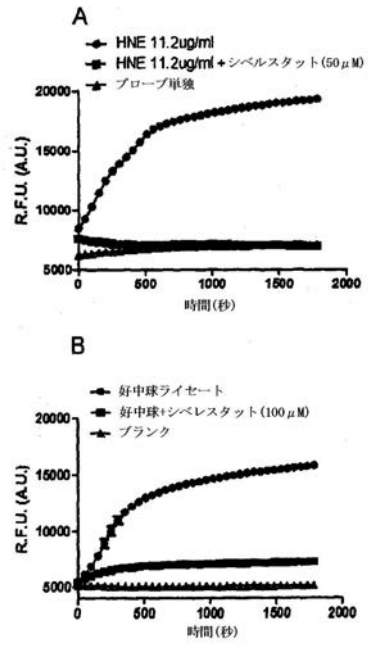 A
HNE 11.2ug/ml
HNE 11.2ug/ml + シベルスタット(50μM)
プローブ単独
R.F.U. (A.U.)
20000
15000
10000
5000
0
500
1000
1500
2000
時間(秒)
B
好中球ライセート
好中球+シベレスタット(100μM)
ブランク
R.F.U. (A.U.)
20000
15000
10000
5000
0
500
1000
1500
2000
時間(秒)